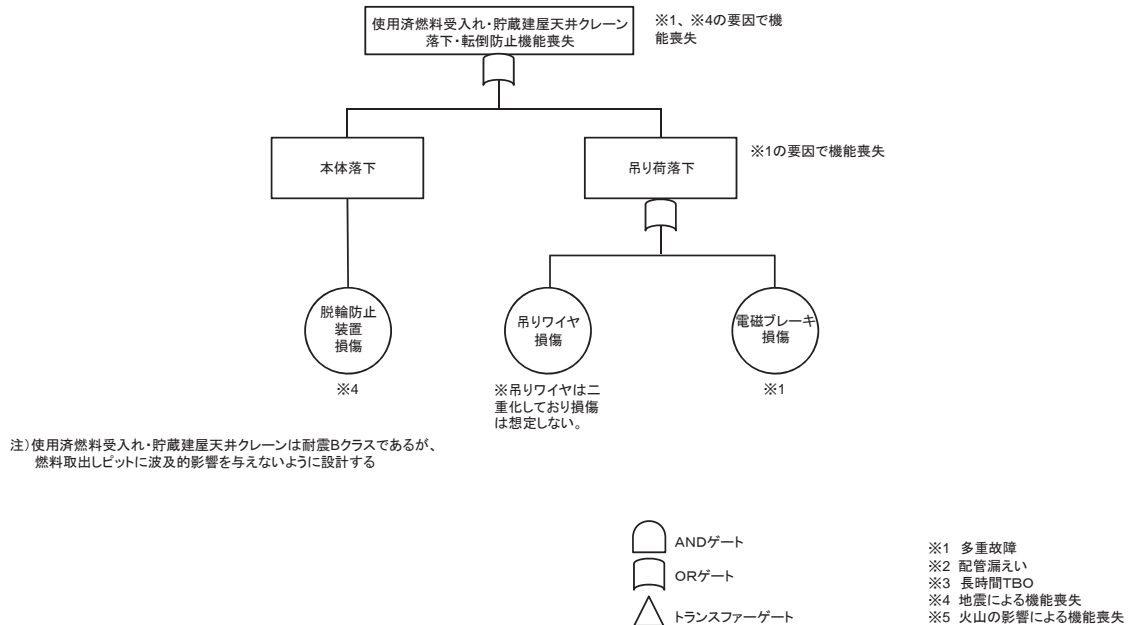 使用済燃料受入れ・貯蔵建屋天井クレーン
落下・転倒防止機能喪失
※1、※4の要因で機
能喪失
本体落下
吊り荷落下
※1の要因で機能喪失
脱輪防止
装置
損傷
吊りワイヤ
損傷
電磁ブレーキ
損傷
※4
※吊りワイヤは二
重化しており損傷
は想定しない。
※1
注)使用済燃料受入れ・貯蔵建屋天井クレーンは耐震Bクラスであるが、
燃料取出しピットに波及的影響を与えないように設計する
ANDゲート
ORゲート
トランスファーゲート
※1 多重故障
※2 配管漏えい
※3 長時間TBO
※4 地震による機能喪失
※5 火山の影響による機能喪失